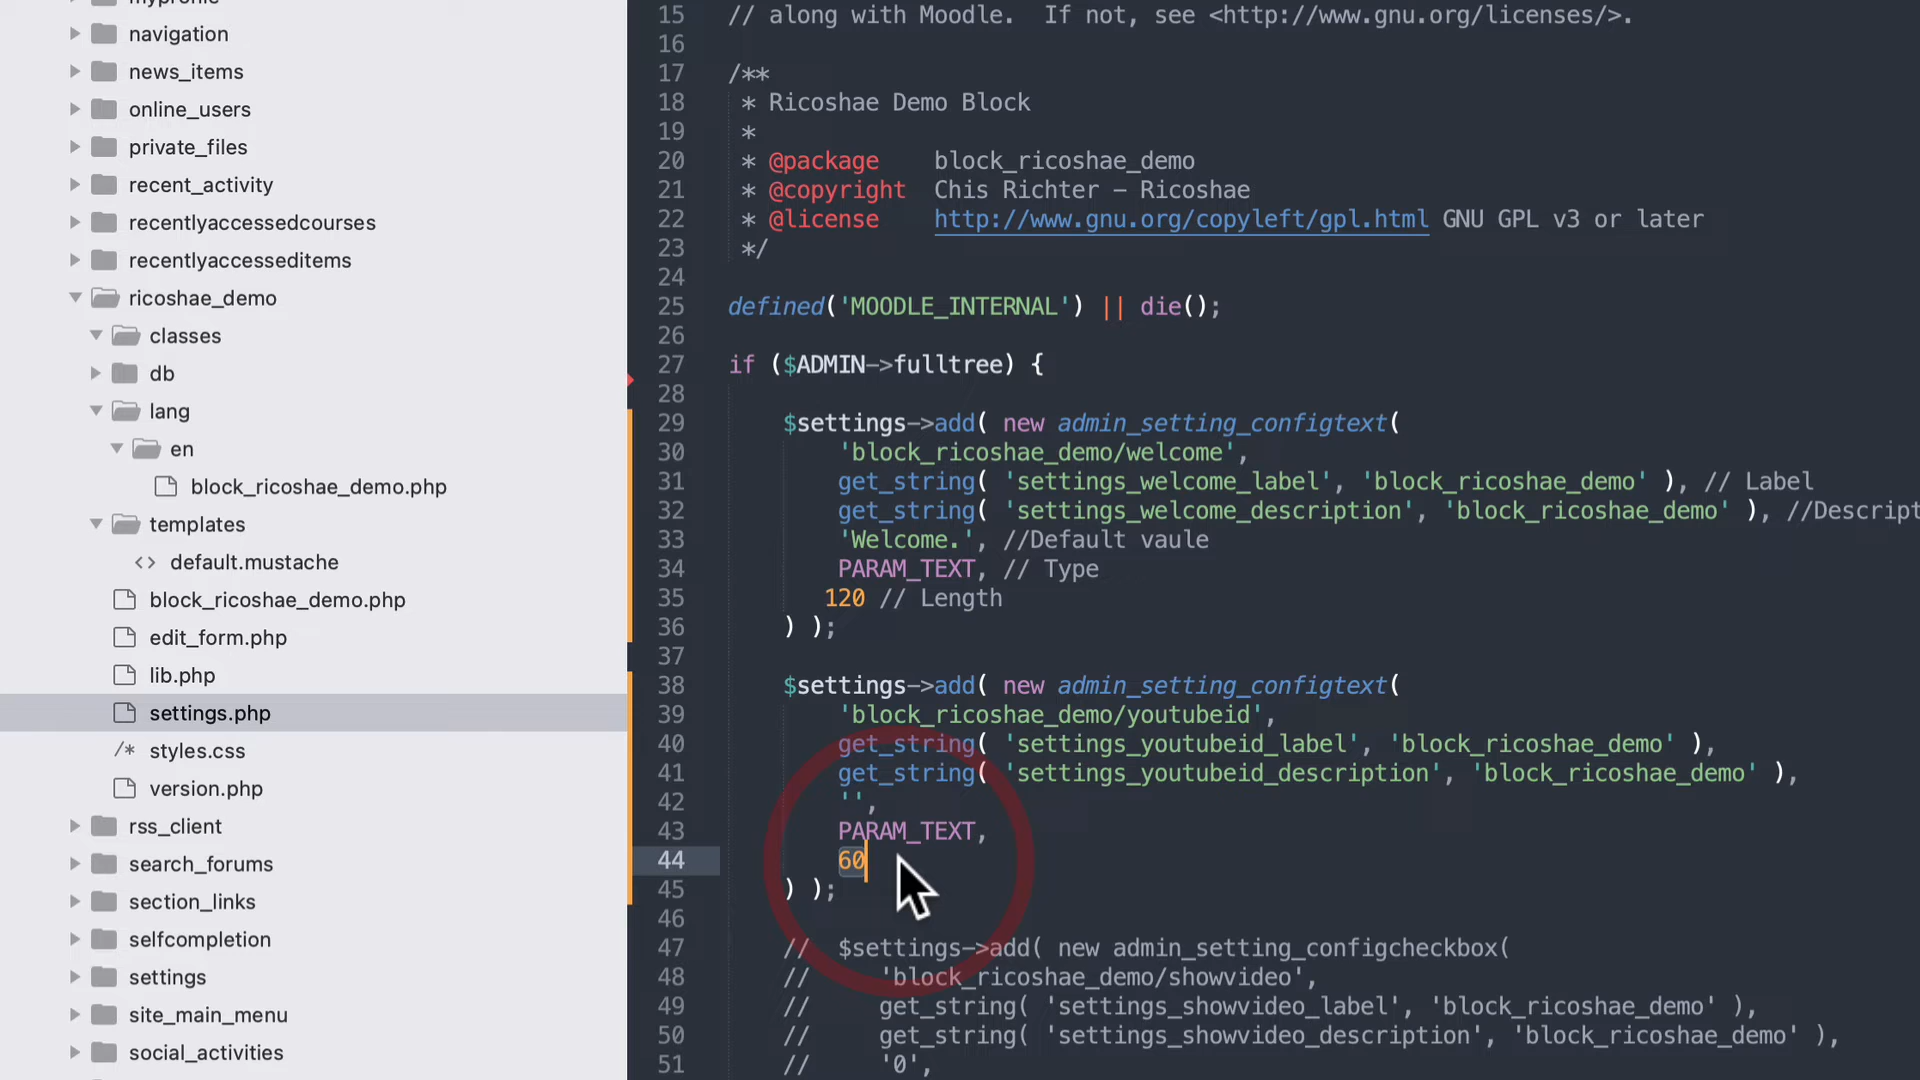 myprofile
navigation
news_items
online_users
private_files
recent_activity
recentlyaccessedcourses
recentlyaccesseditems
ricoshae_demo
classes
db
lang
en
block_ricoshae_demo.php
templates
<> default.mustache
block_ricoshae_demo.php
edit_form.php
lib.php
settings.php
/* styles.css
version.php
rss_client
search_forums
section_links
selfcompletion
settings
site_main_menu
social_activities
15 // along with Moodle.  If not, see <http://www.gnu.org/licenses/>.
16
17 /**
18  * Ricoshae Demo Block
19  *
20  * @package    block_ricoshae_demo
21  * @copyright  Chis Richter - Ricoshae
22  * @license    http://www.gnu.org/copyleft/gpl.html GNU GPL v3 or later
23  */
24
25 defined('MOODLE_INTERNAL') || die();
26
27 if ($ADMIN->fulltree) {
28
29     $settings->add( new admin_setting_configtext(
30         'block_ricoshae_demo/welcome',
31         get_string( 'settings_welcome_label', 'block_ricoshae_demo' ), // Label
32         get_string( 'settings_welcome_description', 'block_ricoshae_demo' ), //Descript
33         'Welcome.', //Default vaule
34         PARAM_TEXT, // Type
35        120 // Length
36     ) );
37
38     $settings->add( new admin_setting_configtext(
39         'block_ricoshae_demo/youtubeid',
40         get_string( 'settings_youtubeid_label', 'block_ricoshae_demo' ),
41         get_string( 'settings_youtubeid_description', 'block_ricoshae_demo' ),
42         '',
43         PARAM_TEXT,
44         60
45     ) );
46
47     //  $settings->add( new admin_setting_configcheckbox(
48     //     'block_ricoshae_demo/showvideo',
49     //     get_string( 'settings_showvideo_label', 'block_ricoshae_demo' ),
50     //     get_string( 'settings_showvideo_description', 'block_ricoshae_demo' ),
51     //     '0',